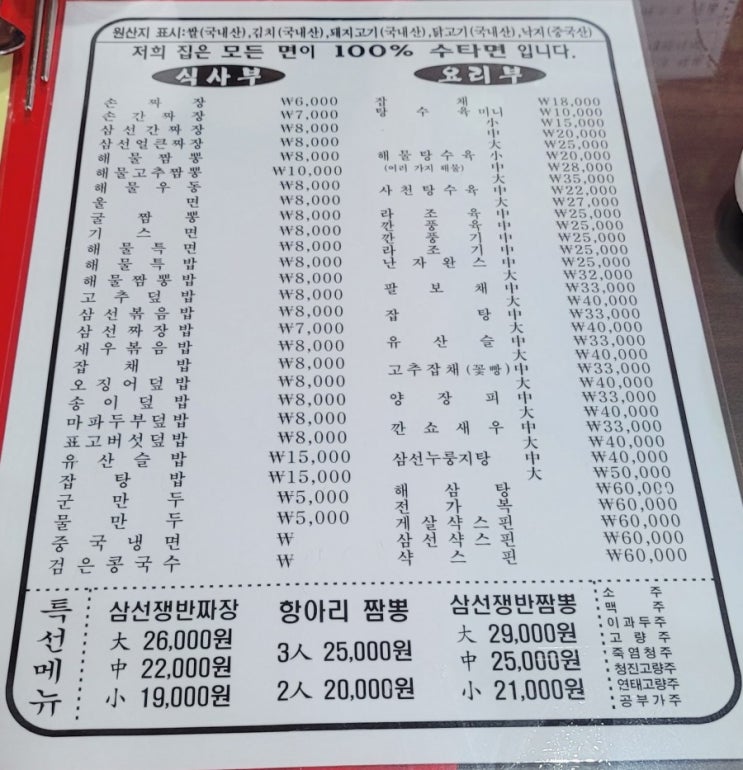 원산지 표시:쌀(국내산),김치(국내산),돼지고기(국내산),닭고기(국내산),낙지(중국산)
저희 집은 모든 면이 100% 수타면 입니다.
식사부
손짜장 ₩6,000
손간짜장 ₩7,000
삼선간짜장 ₩8,000
삼선얼큰짜장 ₩8,000
해물짬뽕 ₩8,000
해물고추짬뽕 ₩10,000
해물우동 ₩8,000
울면 ₩8,000
굴짬뽕 ₩8,000
기스면 ₩8,000
해물특면 ₩8,000
해물특밥 ₩8,000
해물짬뽕밥 ₩8,000
고추덮밥 ₩8,000
삼선볶음밥 ₩8,000
삼선짜장밥 ₩7,000
새우볶음밥 ₩8,000
잡채밥 ₩8,000
오징어덮밥 ₩8,000
송이덮밥 ₩8,000
마파두부덮밥 ₩8,000
표고버섯덮밥 ₩8,000
유산슬밥 ₩15,000
잡탕밥 ₩15,000
군만두 ₩5,000
물만두 ₩5,000
중국냉면 ₩
검은콩국수 ₩
요리부
잡채 ₩18,000
탕수육 미니 ₩10,000
小 ₩15,000
中 ₩20,000
大 ₩25,000
해물탕수육 小 ₩20,000
(여러 가지 해물) 中 ₩28,000
大 ₩35,000
사천탕수육 中 ₩22,000
大 ₩27,000
라조육 中 ₩25,000
깐풍육 中 ₩25,000
깐풍기 中 ₩25,000
라조기 中 ₩25,000
난자완스 中 ₩25,000
大 ₩32,000
팔보채 中 ₩33,000
大 ₩40,000
잡탕 中 ₩33,000
大 ₩40,000
유산슬 中 ₩33,000
大 ₩40,000
고추잡채(꽃빵) 中 ₩33,000
大 ₩40,000
양장피 中 ₩33,000
大 ₩40,000
깐쇼새우 中 ₩33,000
大 ₩40,000
삼선누룽지탕 中 ₩40,000
大 ₩50,000
해삼탕 ₩60,000
전가복 ₩60,000
게살샥스핀 ₩60,000
삼선샥스핀 ₩60,000
샥스핀 ₩60,000
특선메뉴
삼선쟁반짜장
大 26,000원
中 22,000원
小 19,000원
항아리 짬뽕
3人 25,000원
2人 20,000원
삼선쟁반짬뽕
大 29,000원
中 25,000원
小 21,000원
소주
맥주
이과두주
고량주
죽엽청주
청진고량주
연태고량주
공부가주